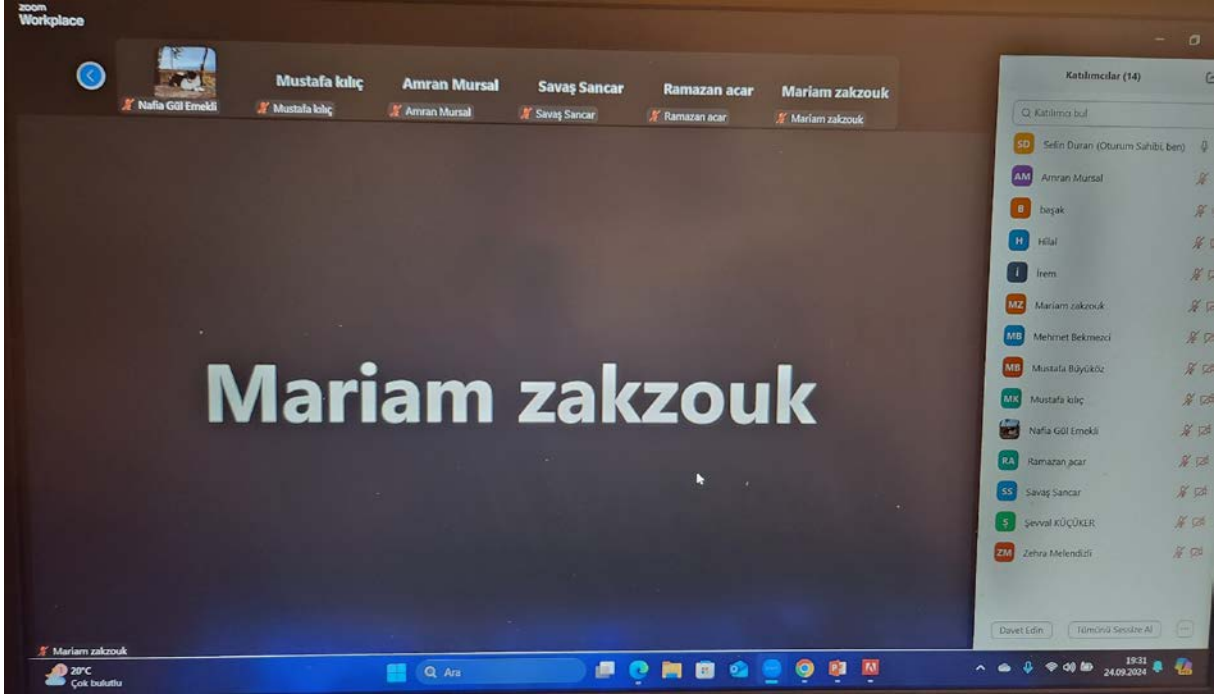 zoom
Workplace
Mustafa kılıç
Amran Mursal
Savaş Sancar
Ramazan acar
Mariam zakzouk
Nafia Gül Emekli
Mustafa kılıç
Amran Mursal
Savaş Sancar
Ramazan acar
Mariam zakzouk
Mariam zakzouk
Mariam zakzouk
Katılımcılar (14)
Katılımcı bul
SD Selin Duran (Oturum Sahibi, ben)
AM Amran Mursal
B başak
H Hilal
İ İrem
MZ Mariam zakzouk
MB Mehmet Bekmezci
MB Mustafa Büyüköz
MK Mustafa kılıç
Nafia Gül Emekli
RA Ramazan acar
SS Savaş Sancar
Ş Şevval KÜÇÜKER
ZM Zehra Melendizli
Davet Edin
Tümünü Sessize Al
20°C
Çok bulutlu
Ara
19:31
24.09.2024